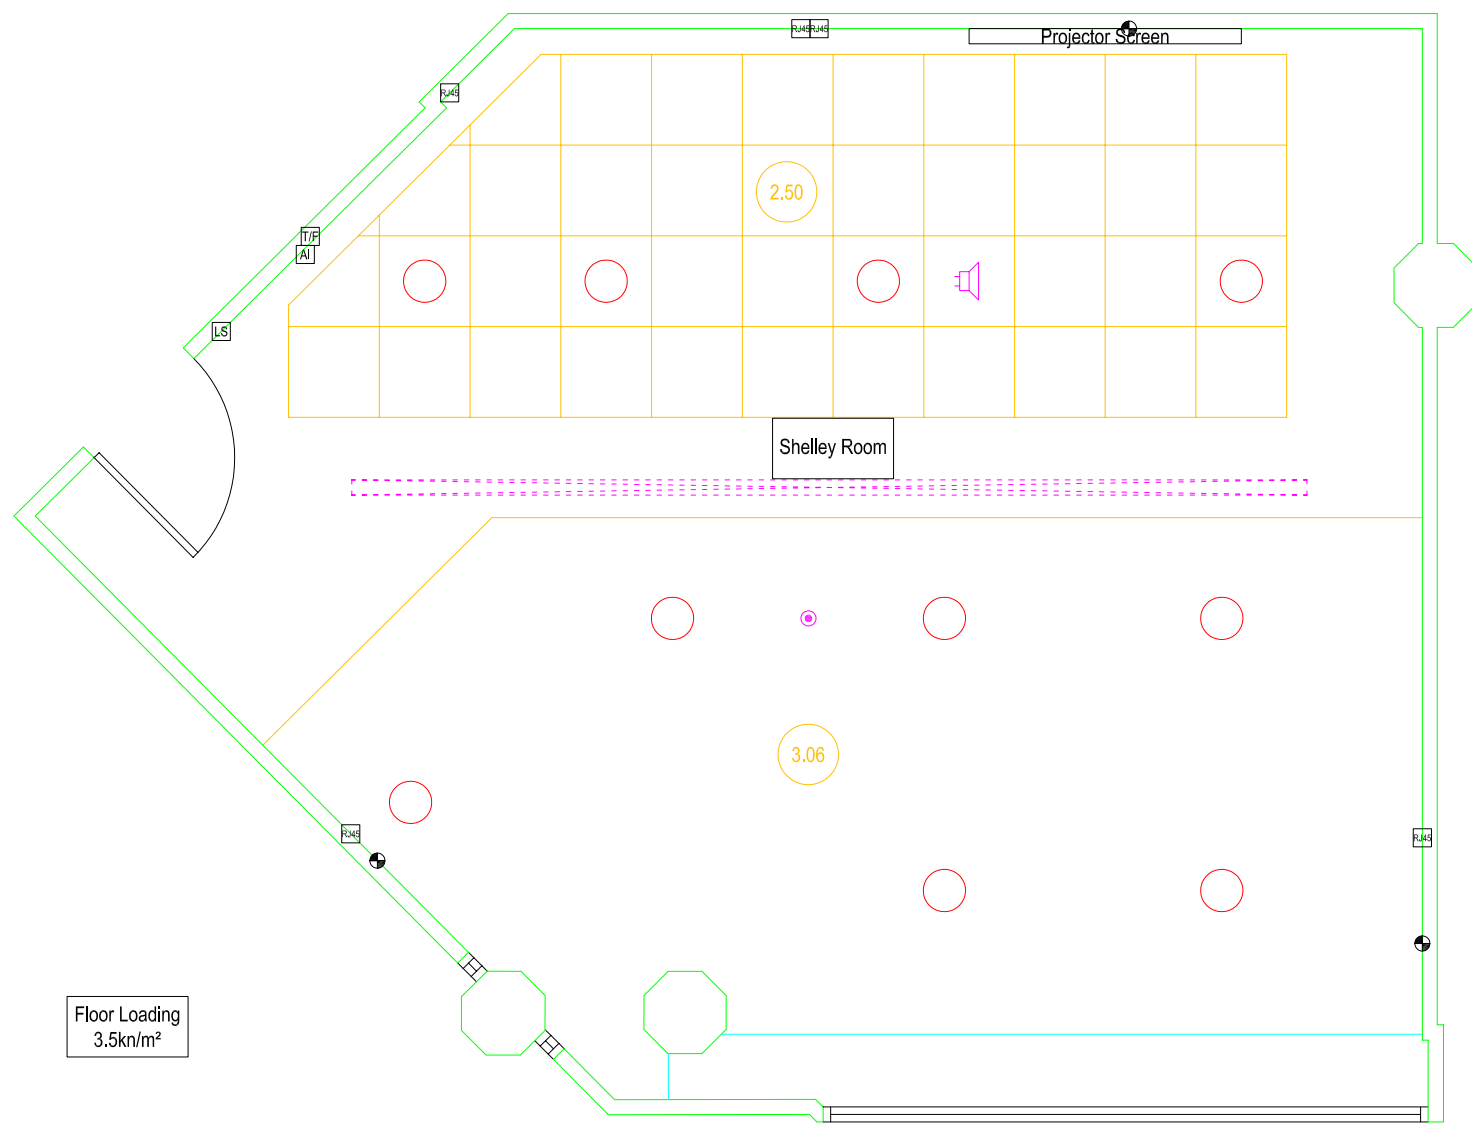 RJ45 RJ45
Projector Screen
RJ45
2.50
T/F
AI
LS
Shelley Room
3.06
RJ45
RJ45
Floor Loading
3.5kn/m²